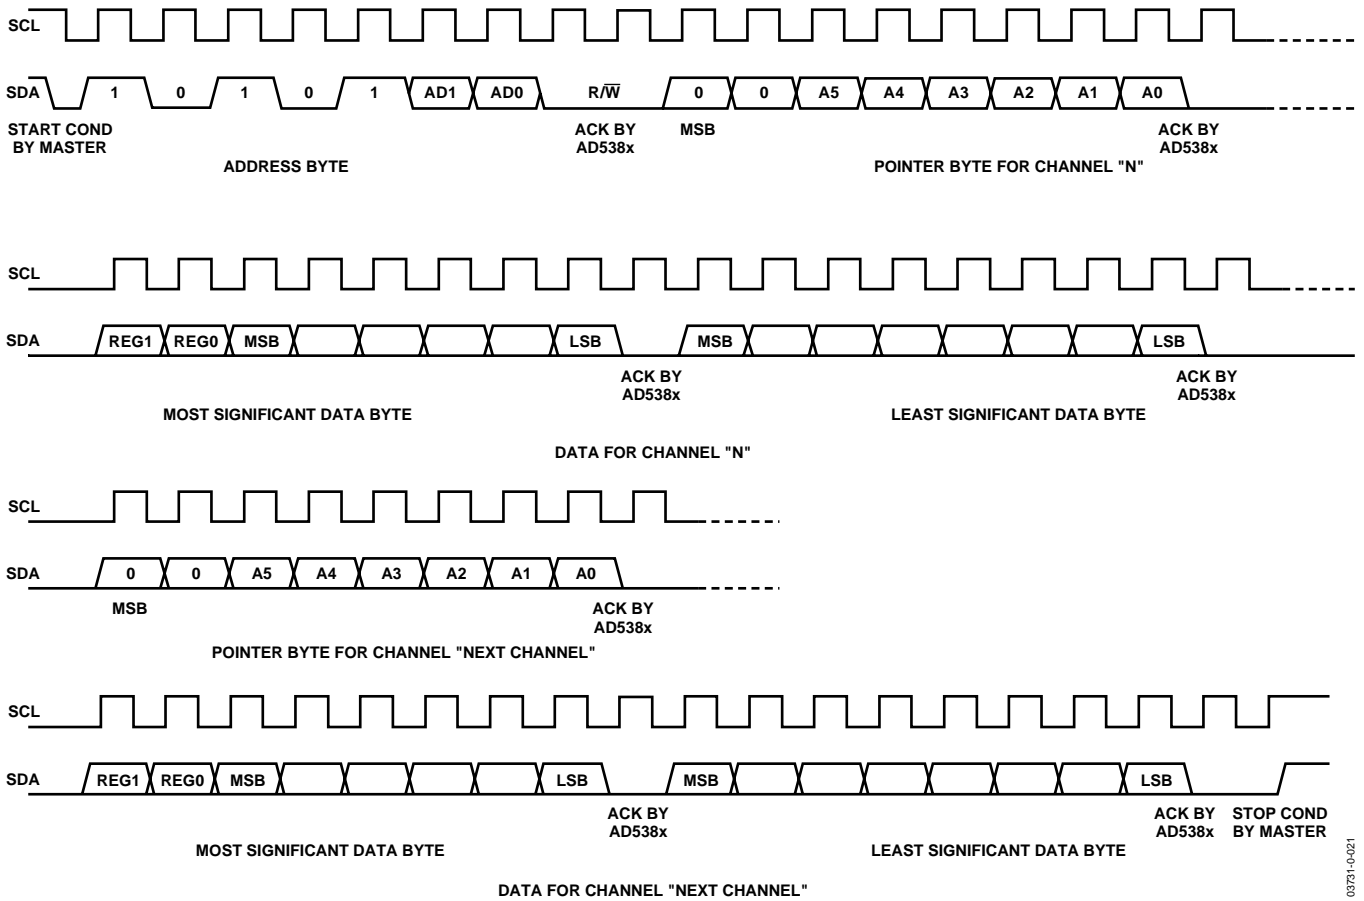 SCL
SDA 1 0 1 0 1 AD1 AD0 R/W̅ 0 0 A5 A4 A3 A2 A1 A0
START COND BY MASTER
ACK BY AD538x
MSB
ACK BY AD538x
ADDRESS BYTE
POINTER BYTE FOR CHANNEL "N"
SCL
SDA REG1 REG0 MSB LSB MSB LSB
ACK BY AD538x
ACK BY AD538x
MOST SIGNIFICANT DATA BYTE
LEAST SIGNIFICANT DATA BYTE
DATA FOR CHANNEL "N"
SCL
SDA 0 0 A5 A4 A3 A2 A1 A0
MSB
ACK BY AD538x
POINTER BYTE FOR CHANNEL "NEXT CHANNEL"
SCL
SDA REG1 REG0 MSB LSB MSB LSB
ACK BY AD538x
ACK BY AD538x
STOP COND BY MASTER
MOST SIGNIFICANT DATA BYTE
LEAST SIGNIFICANT DATA BYTE
DATA FOR CHANNEL "NEXT CHANNEL"
03731-0-021